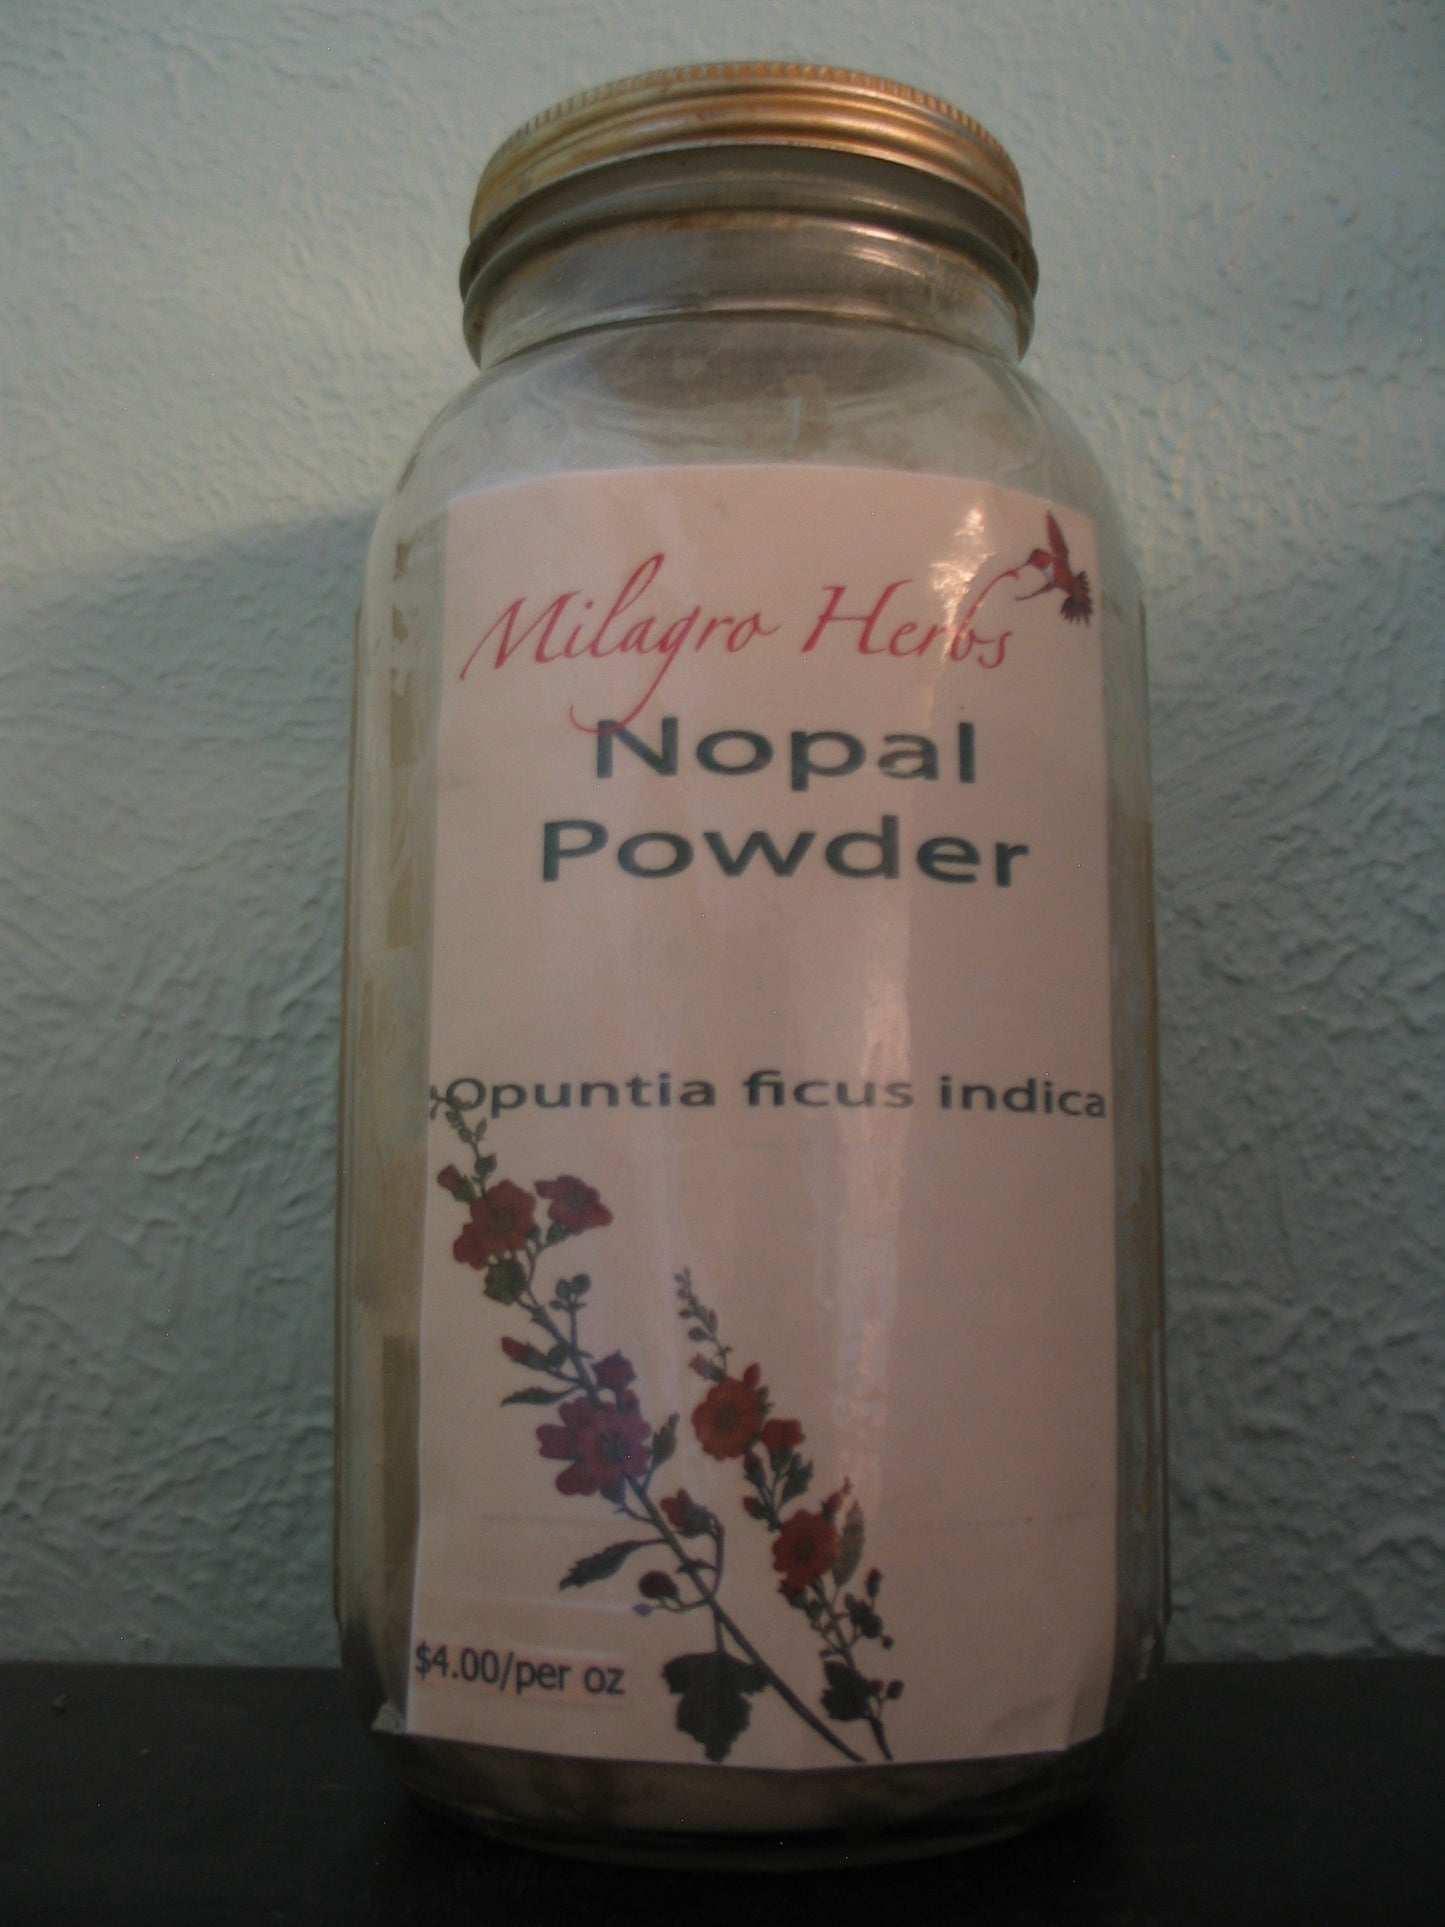 Milagro Herbs
Nopal
Powder
Opuntia ficus indica
$4.00/per oz